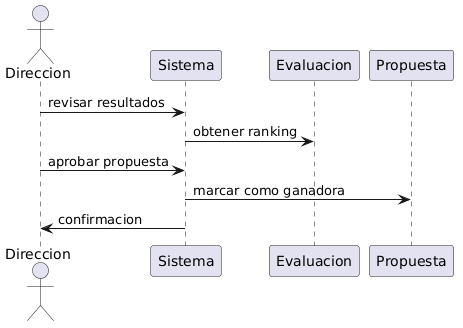 Direccion
Sistema Evaluacion Propuesta
revisar resultados
obtener ranking
aprobar propuesta
marcar como ganadora
confirmacion
Direccion
Sistema Evaluacion Propuesta